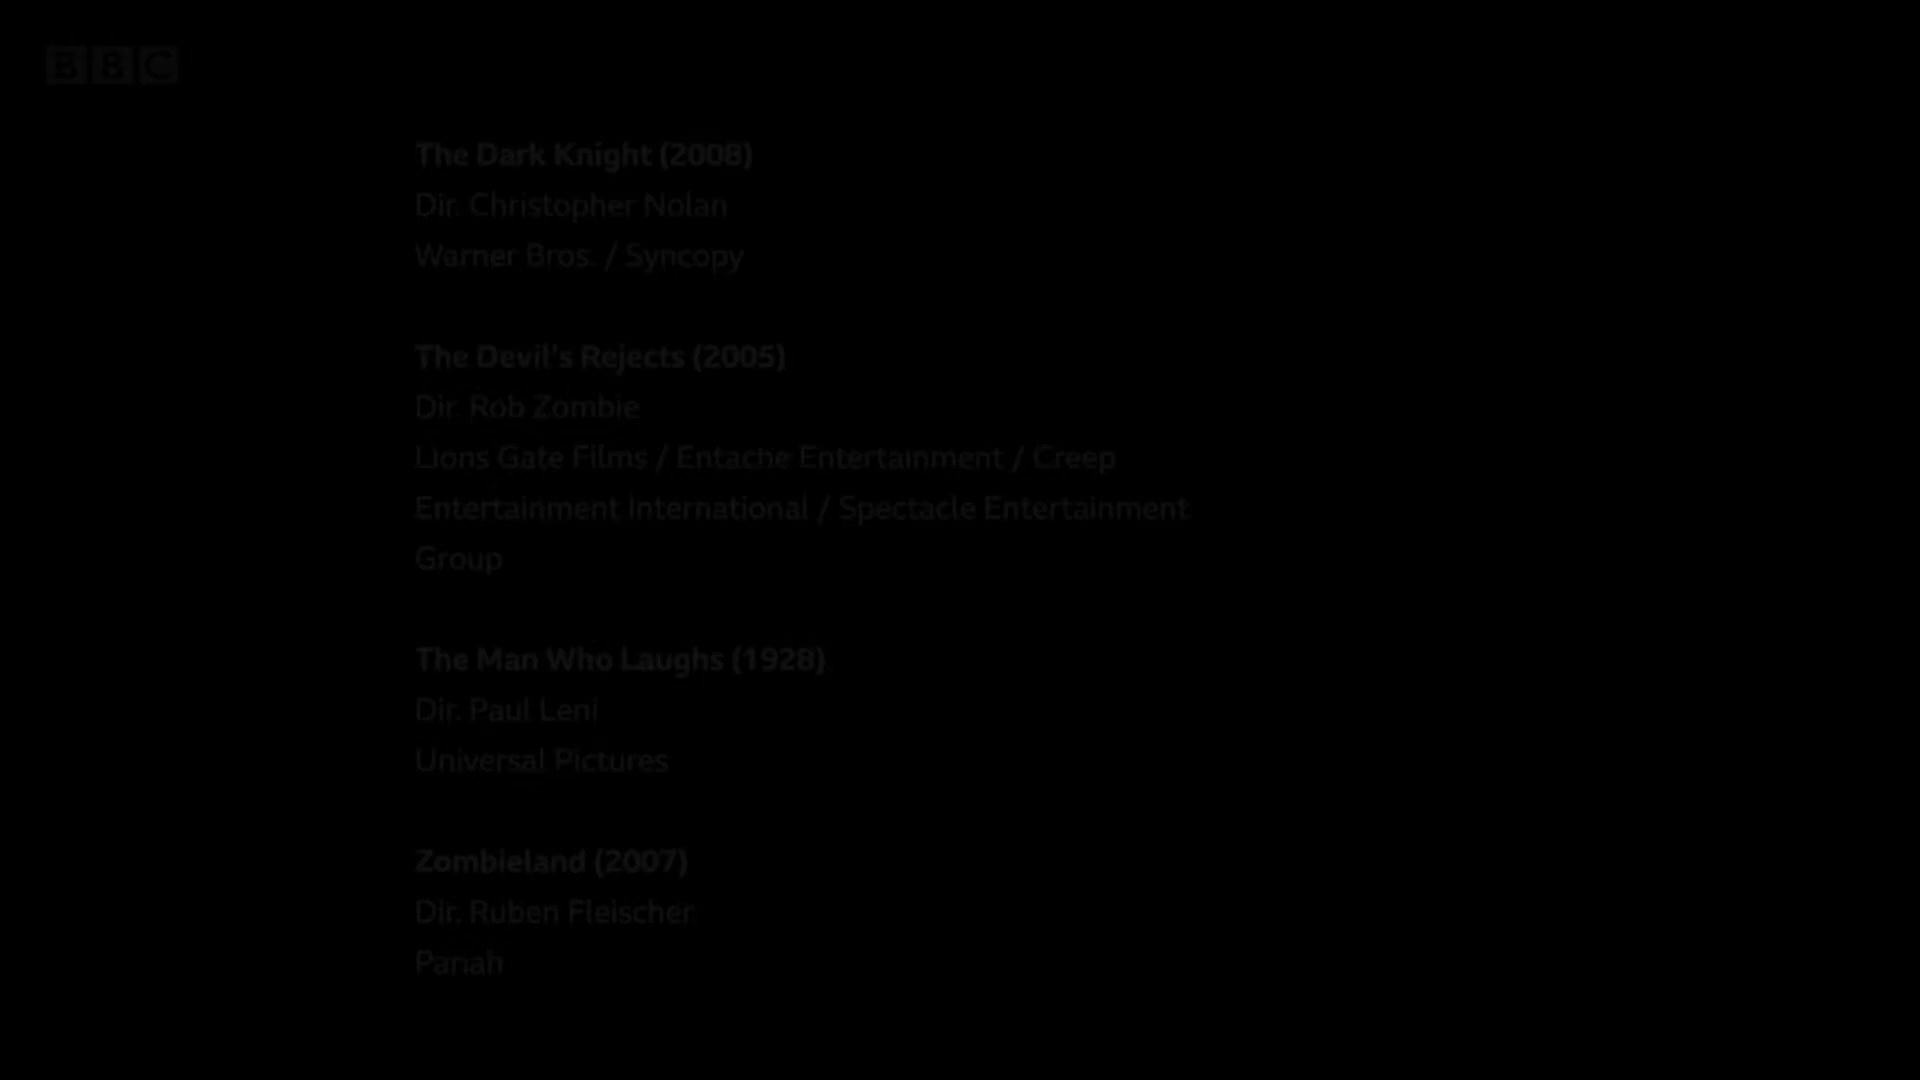 BBC
The Dark Knight (2008)
Dir. Christopher Nolan
Warner Bros. / Syncopy
The Devil's Rejects (2005)
Dir. Rob Zombie
Lions Gate Films / Entache Entertainment / Creep
Entertainment International / Spectacle Entertainment
Group
The Man Who Laughs (1928)
Dir. Paul Leni
Universal Pictures
Zombieland (2007)
Dir. Ruben Fleischer
Pariah